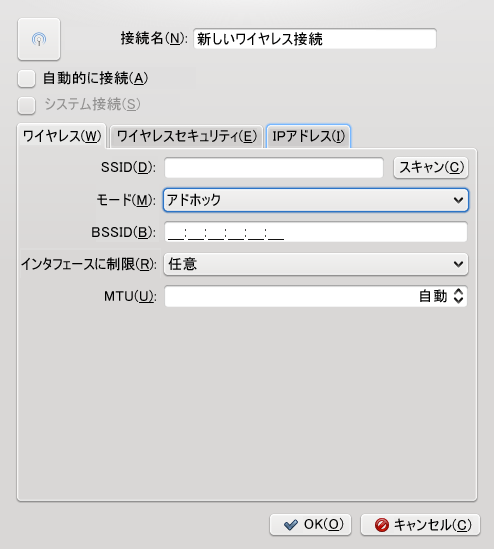 接続名(N): 新しいワイヤレス接続
自動的に接続(A)
システム接続(S)
ワイヤレス(W) ワイヤレスセキュリティ(E) IPアドレス(I)
SSID(D): スキャン(C)
モード(M): アドホック
BSSID(B): __:__:__:__:__:__
インタフェースに制限(R): 任意
MTU(U): 自動
OK(O) キャンセル(C)